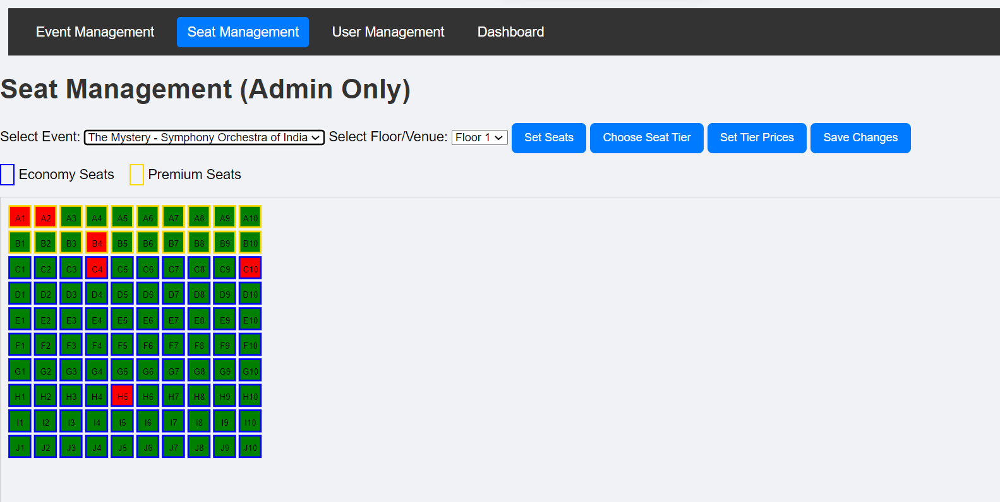 Event Management Seat Management User Management Dashboard
Seat Management (Admin Only)
Select Event: The Mystery - Symphony Orchestra of India Select Floor/Venue: Floor 1 Set Seats Choose Seat Tier Set Tier Prices Save Changes
Economy Seats Premium Seats
A1 A2 A3 A4 A5 A6 A7 A8 A9 A10
B1 B2 B3 B4 B5 B6 B7 B8 B9 B10
C1 C2 C3 C4 C5 C6 C7 C8 C9 C10
D1 D2 D3 D4 D5 D6 D7 D8 D9 D10
E1 E2 E3 E4 E5 E6 E7 E8 E9 E10
F1 F2 F3 F4 F5 F6 F7 F8 F9 F10
G1 G2 G3 G4 G5 G6 G7 G8 G9 G10
H1 H2 H3 H4 H5 H6 H7 H8 H9 H10
I1 I2 I3 I4 I5 I6 I7 I8 I9 I10
J1 J2 J3 J4 J5 J6 J7 J8 J9 J10